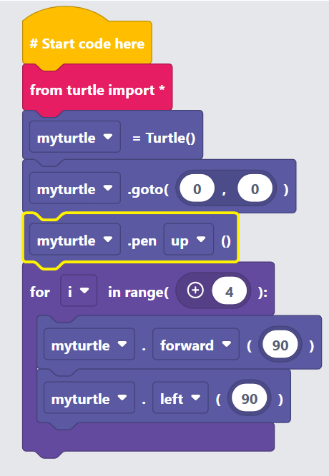 # Start code here
from turtle import *
myturtle = Turtle()
myturtle .goto( 0 , 0 )
myturtle .pen up ()
for i in range( 4 ):
myturtle . forward ( 90 )
myturtle . left ( 90 )